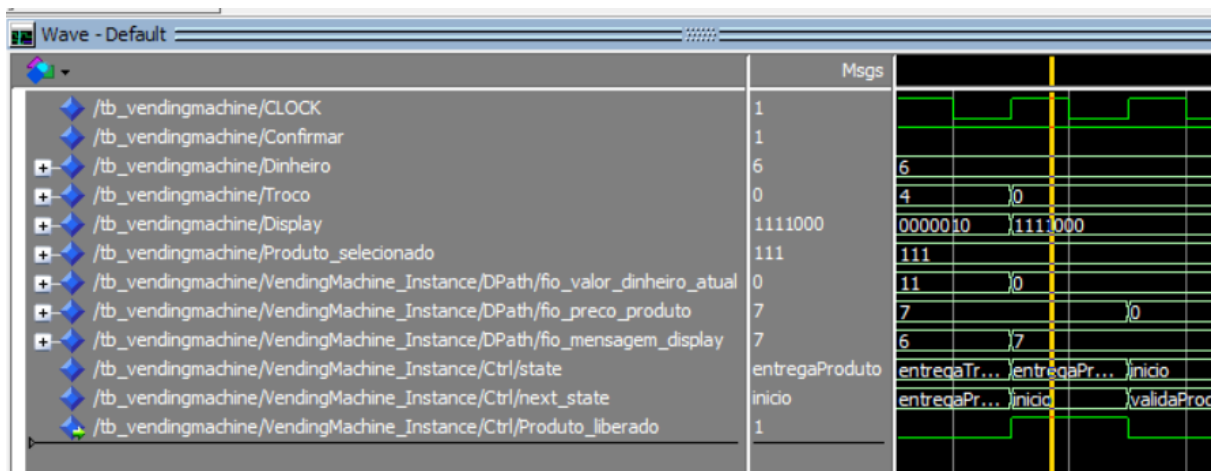 Wave - Default
Msgs
/tb_vendingmachine/CLOCK 1
/tb_vendingmachine/Confirmar 1
/tb_vendingmachine/Dinheiro 6 6
/tb_vendingmachine/Troco 0 4 0
/tb_vendingmachine/Display 1111000 0000010 1111000
/tb_vendingmachine/Produto_selecionado 111 111
/tb_vendingmachine/VendingMachine_Instance/DPath/fio_valor_dinheiro_atual 0 11 0
/tb_vendingmachine/VendingMachine_Instance/DPath/fio_preco_produto 7 7 0
/tb_vendingmachine/VendingMachine_Instance/DPath/fio_mensagem_display 7 6 7
/tb_vendingmachine/VendingMachine_Instance/Ctrl/state entregaProduto entregaTr... entregaPr... inicio
/tb_vendingmachine/VendingMachine_Instance/Ctrl/next_state inicio entregaPr... inicio validaProd
/tb_vendingmachine/VendingMachine_Instance/Ctrl/Produto_liberado 1